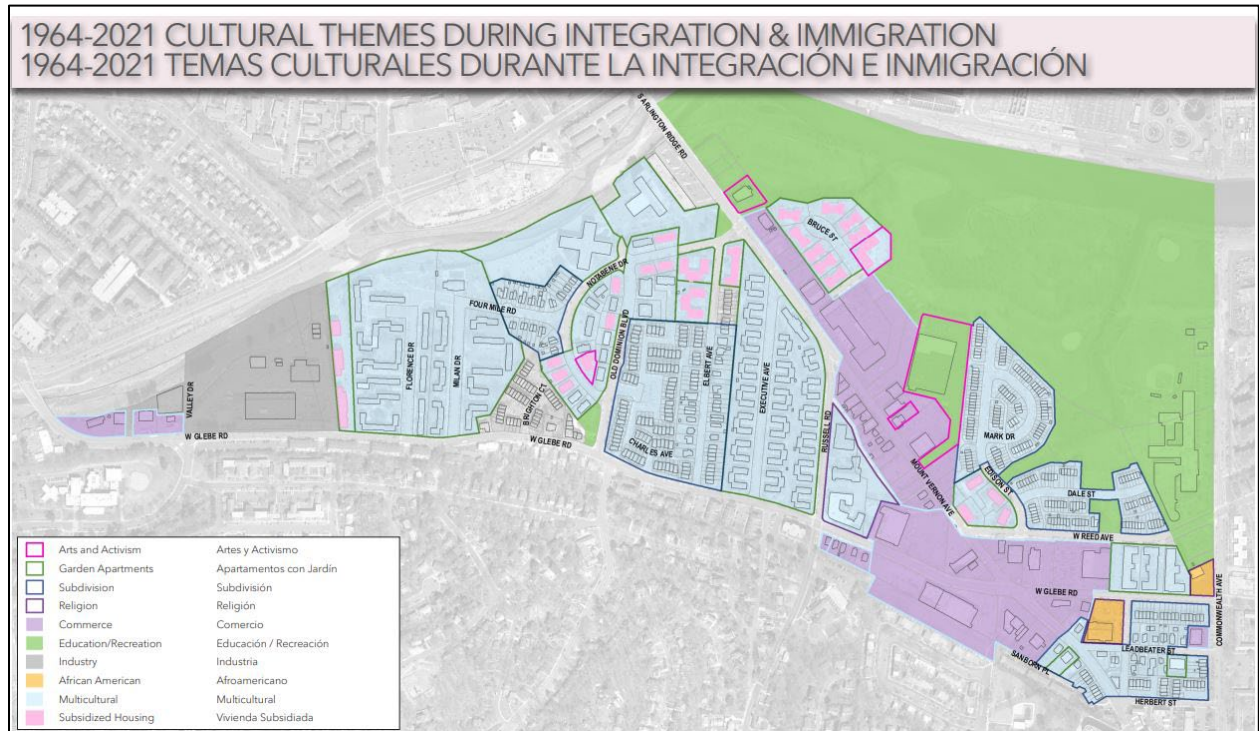 1964-2021 CULTURAL THEMES DURING INTEGRATION & IMMIGRATION
1964-2021 TEMAS CULTURALES DURANTE LA INTEGRACIÓN E INMIGRACIÓN
S ARLINGTON RIDGE RD
BRUCE ST
NOTABENE DR
FOUR MILE RD
OLD DOMINION BLVD
ELBERT AVE
EXECUTIVE AVE
FLORENCE DR
MILAN DR
BRIGHTON CT
VALLEY DR
W GLEBE RD
W GLEBE RD
CHARLES AVE
RUSSELL RD
MARK DR
MOUNT VERNON AVE
EDISON ST
DALE ST
W REED AVE
W GLEBE RD
COMMONWEALTH AVE
LEADBEATER ST
SANBORN PL
HERBERT ST
Arts and Activism Artes y Activismo
Garden Apartments Apartamentos con Jardín
Subdivision Subdivisión
Religion Religión
Commerce Comercio
Education/Recreation Educación / Recreación
Industry Industria
African American Afroamericano
Multicultural Multicultural
Subsidized Housing Vivienda Subsidiada